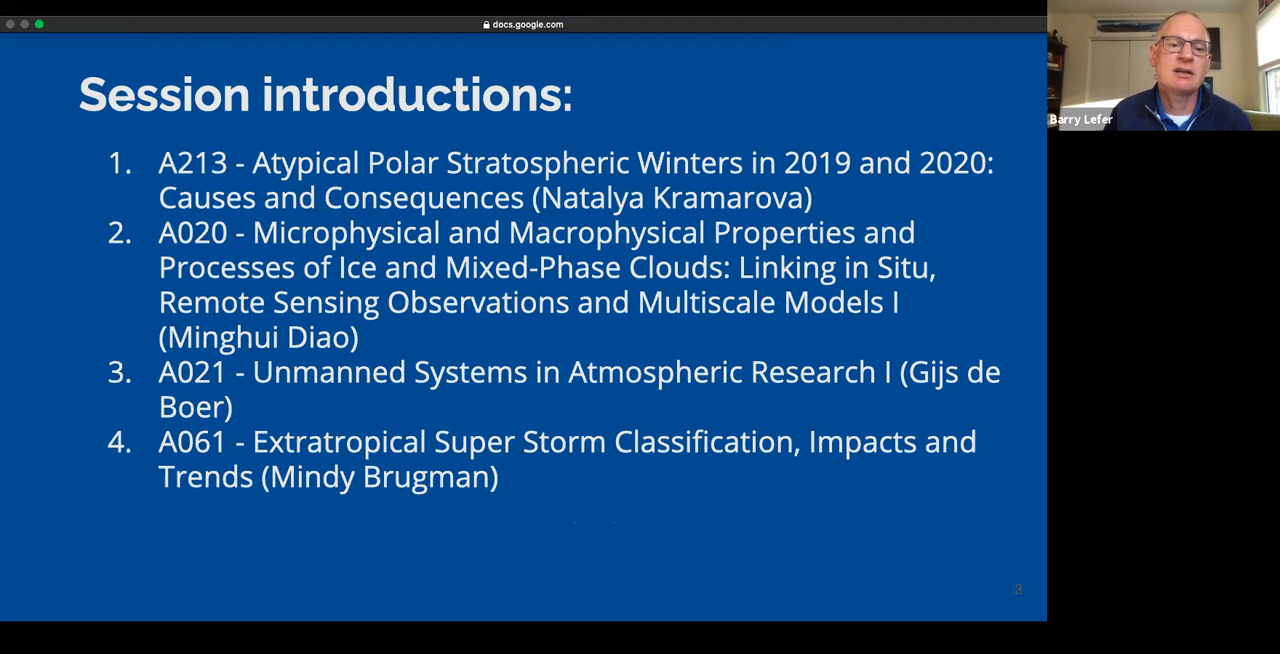 docs.google.com
Session introductions:
1. A213 - Atypical Polar Stratospheric Winters in 2019 and 2020:
Causes and Consequences (Natalya Kramarova)
2. A020 - Microphysical and Macrophysical Properties and
Processes of Ice and Mixed-Phase Clouds: Linking in Situ,
Remote Sensing Observations and Multiscale Models I
(Minghui Diao)
3. A021 - Unmanned Systems in Atmospheric Research I (Gijs de
Boer)
4. A061 - Extratropical Super Storm Classification, Impacts and
Trends (Mindy Brugman)
3
Barry Lefer